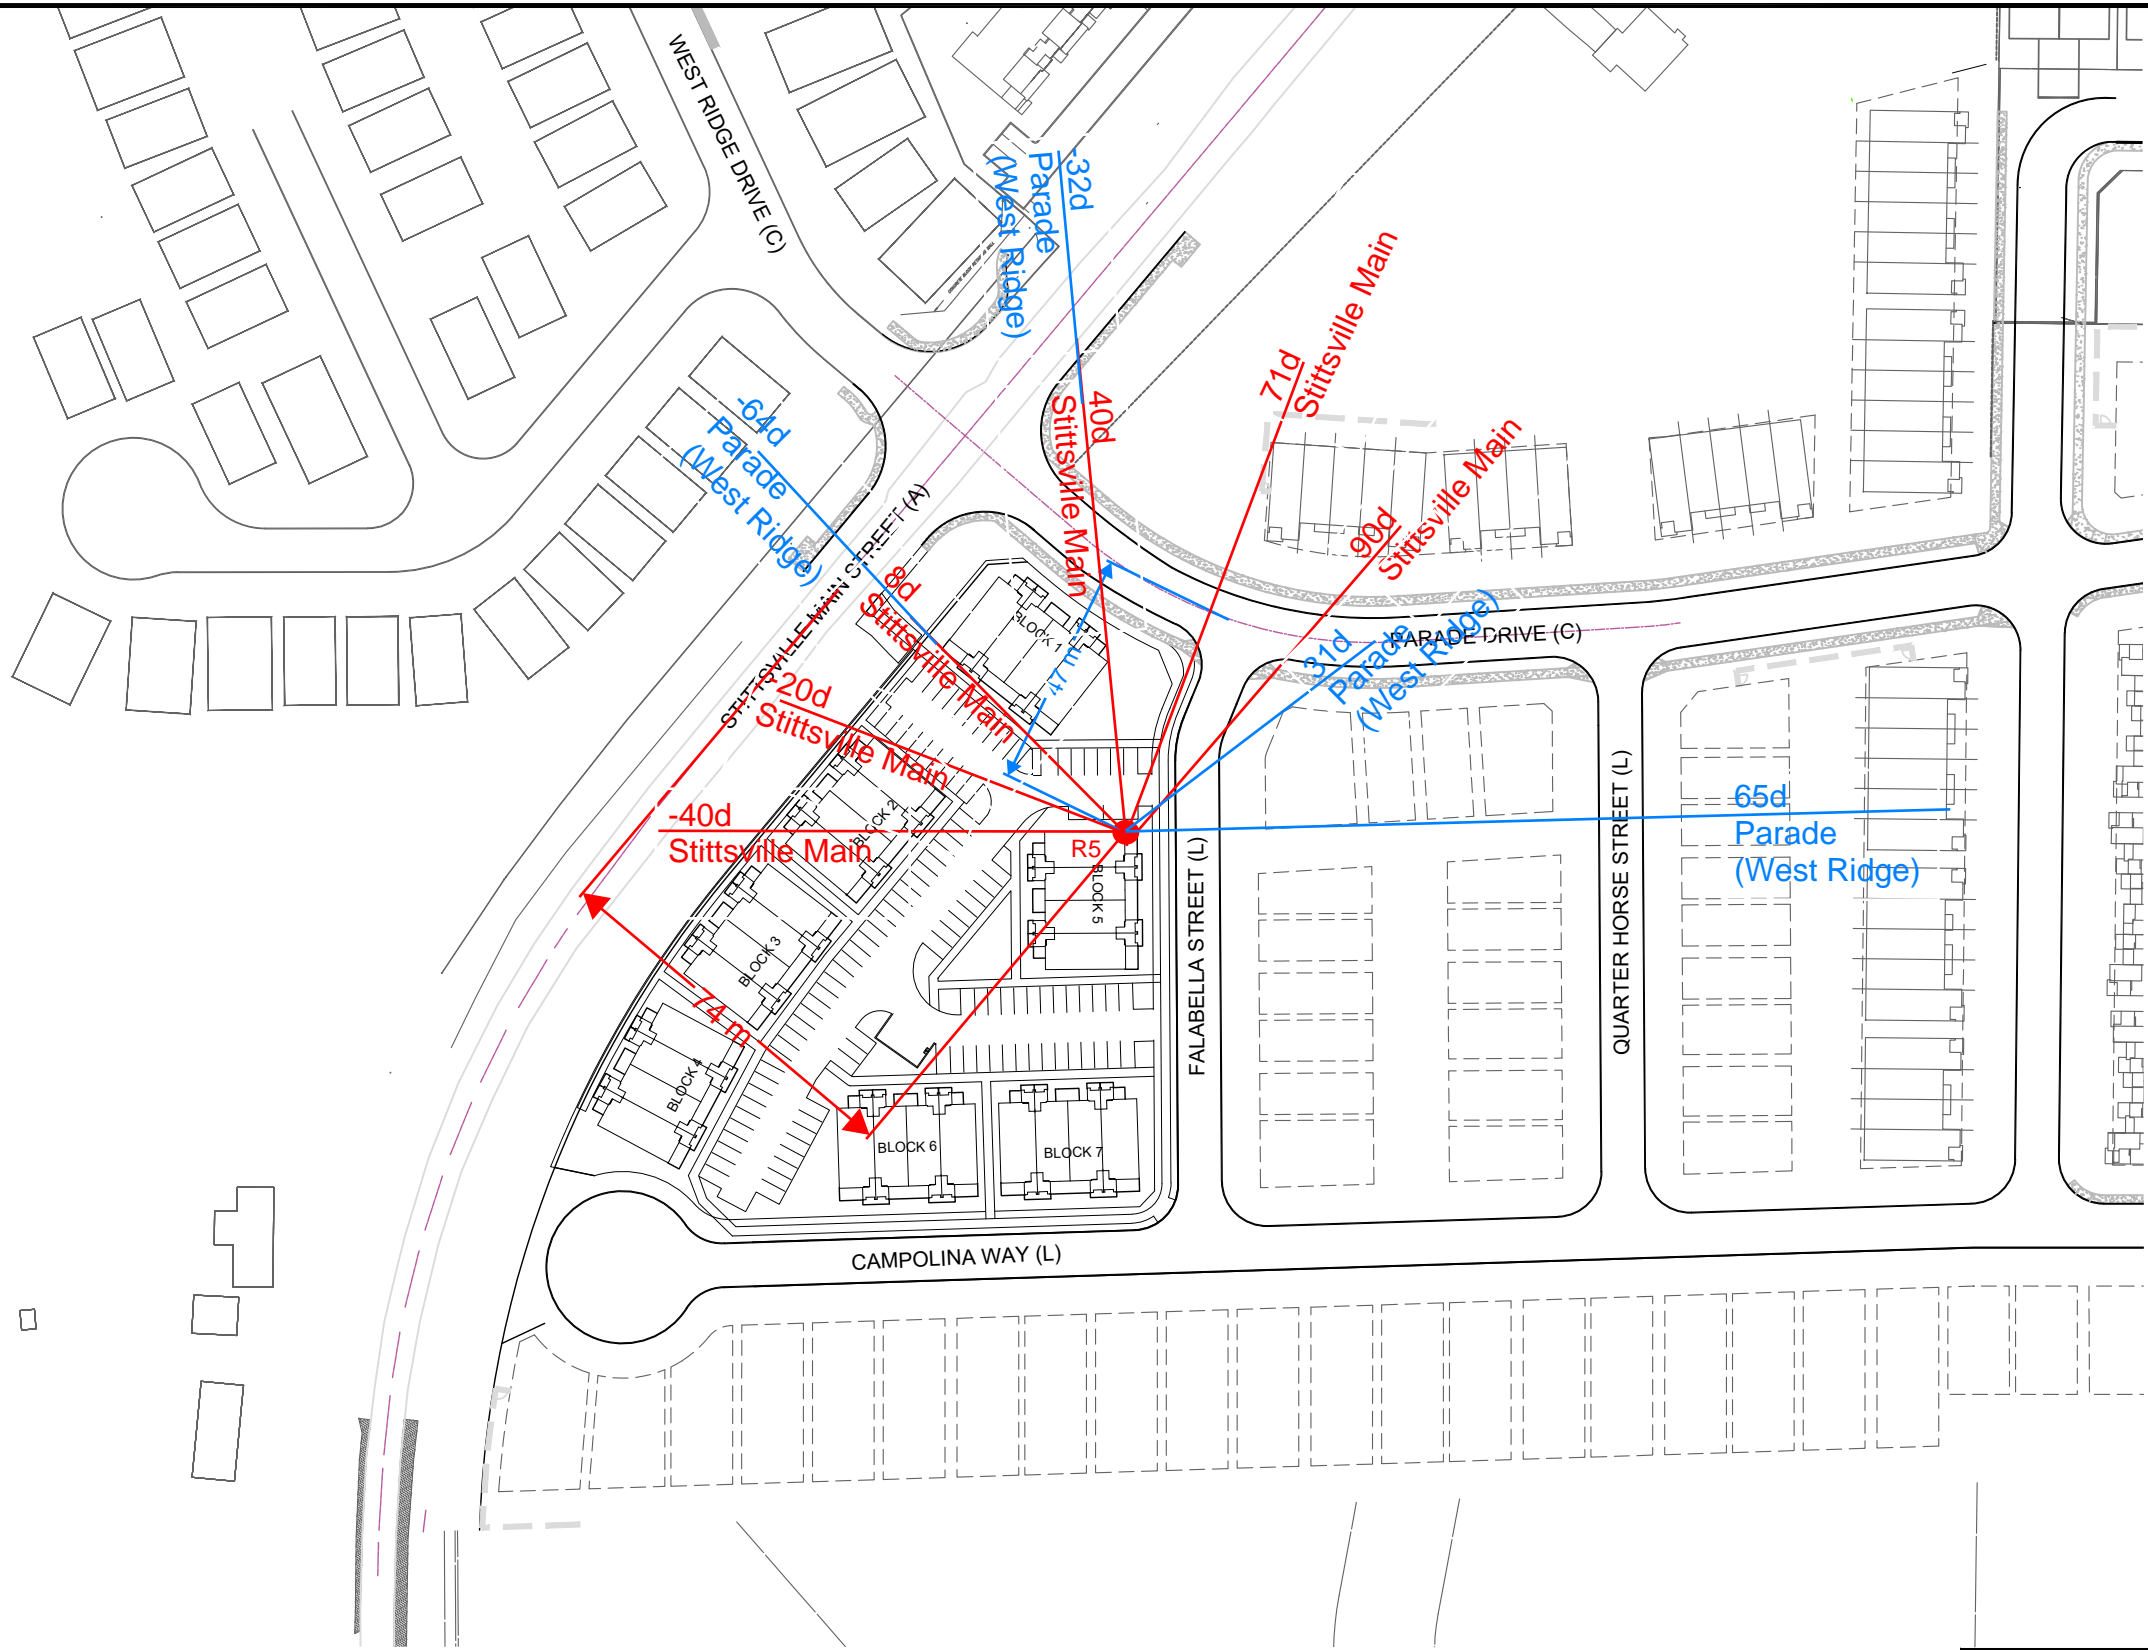 WEST RIDGE DRIVE (C)
-32d
Parade
(West Ridge)
71d
Stittsville Main
40d
Stittsville Main
-64d
Parade
(West Ridge)
90d
Stittsville Main
STITTSVILLE MAIN STREET (A)
8d
Stittsville Main
BLOCK 1
47 m
31d
Parade
(West Ridge)
PARADE DRIVE (C)
-20d
Stittsville Main
-40d
Stittsville Main
BLOCK 2
R5
65d
Parade
(West Ridge)
BLOCK 5
BLOCK 3
FALABELLA STREET (L)
QUARTER HORSE STREET (L)
74 m
BLOCK 4
BLOCK 6
BLOCK 7
CAMPOLINA WAY (L)